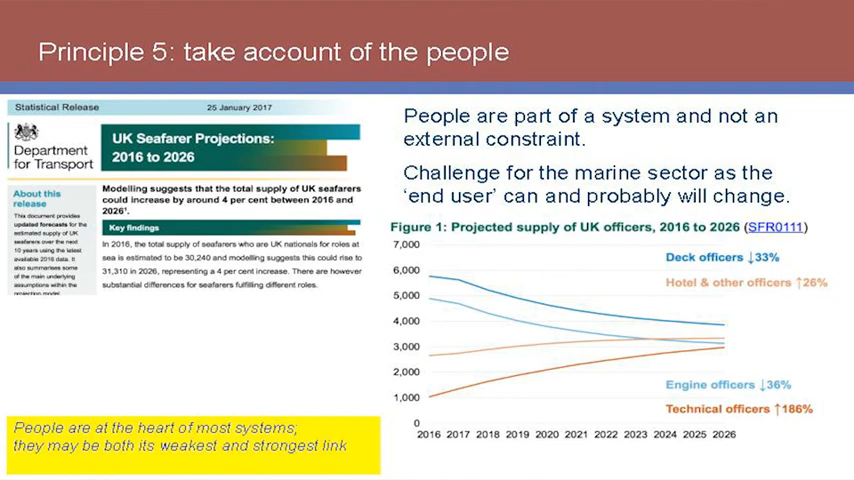 Principle 5: take account of the people
Statistical Release
25 January 2017
Department
for Transport
UK Seafarer Projections:
2016 to 2026
About this
release
This document provides
updated forecasts for the
estimated supply of UK
seafarers over the next
10 years using the latest
available 2016 data. It
also summarises some
of the main underlying
assumptions within the
projection model.
Modelling suggests that the total supply of UK seafarers
could increase by around 4 per cent between 2016 and
2026¹.
Key findings
In 2016, the total supply of seafarers who are UK nationals for roles at
sea is estimated to be 30,240 and modelling suggests this could rise to
31,310 in 2026, representing a 4 per cent increase. There are however
substantial differences for seafarers fulfilling different roles.
People are at the heart of most systems;
they may be both its weakest and strongest link
People are part of a system and not an
external constraint.
Challenge for the marine sector as the
‘end user’ can and probably will change.
Figure 1: Projected supply of UK officers, 2016 to 2026 (SFR0111)
7,000
6,000
5,000
4,000
3,000
2,000
1,000
0
Deck officers ↓33%
Hotel & other officers ↑26%
Engine officers ↓36%
Technical officers ↑186%
2016 2017 2018 2019 2020 2021 2022 2023 2024 2025 2026